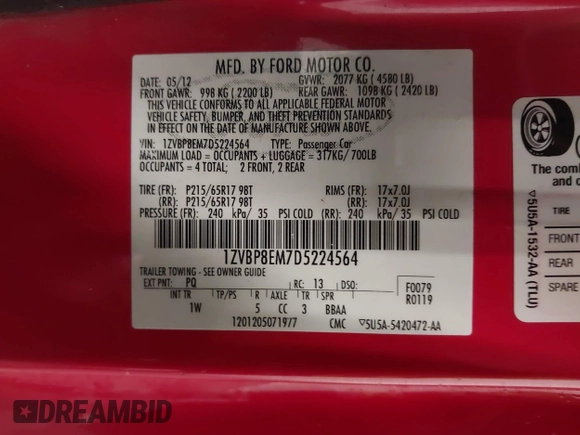 MFD. BY FORD MOTOR CO.
DATE: 05/12 GVWR: 2077 KG ( 4580 LB)
FRONT GAWR: 998 KG ( 2200 LB) REAR GAWR: 1098 KG ( 2420 LB)
THIS VEHICLE CONFORMS TO ALL APPLICABLE FEDERAL MOTOR
VEHICLE SAFETY, BUMPER, AND THEFT PREVENTION STANDARDS
IN EFFECT ON THE DATE OF MANUFACTURE SHOWN ABOVE.
VIN: 1ZVBP8EM7D5224564 TYPE: Passenger Car
MAXIMUM LOAD = OCCUPANTS + LUGGAGE = 317KG/ 700LB
OCCUPANTS = 4 TOTAL; 2 FRONT, 2 REAR
TIRE (FR): P215/65R17 98T RIMS (FR): 17x7.0J
(RR): P215/65R17 98T (RR): 17x7.0J
PRESSURE (FR): 240 kPa/ 35 PSI COLD (RR): 240 kPa/ 35 PSI COLD
1ZVBP8EM7D5224564
TRAILER TOWING - SEE OWNER GUIDE
EXT PNT: PQ RC: 13 DSO: F0079
R0119
INT TR TP/PS R AXLE TR SPR
1W 5 CC 3 BBAA
12012050719/7 CMC ▽5U5A-5420472-AA
The comb
and o
TIRE
FRONT
REAR
SPARE
▽5U5A-1532-AA (TLU)
DREAMBID